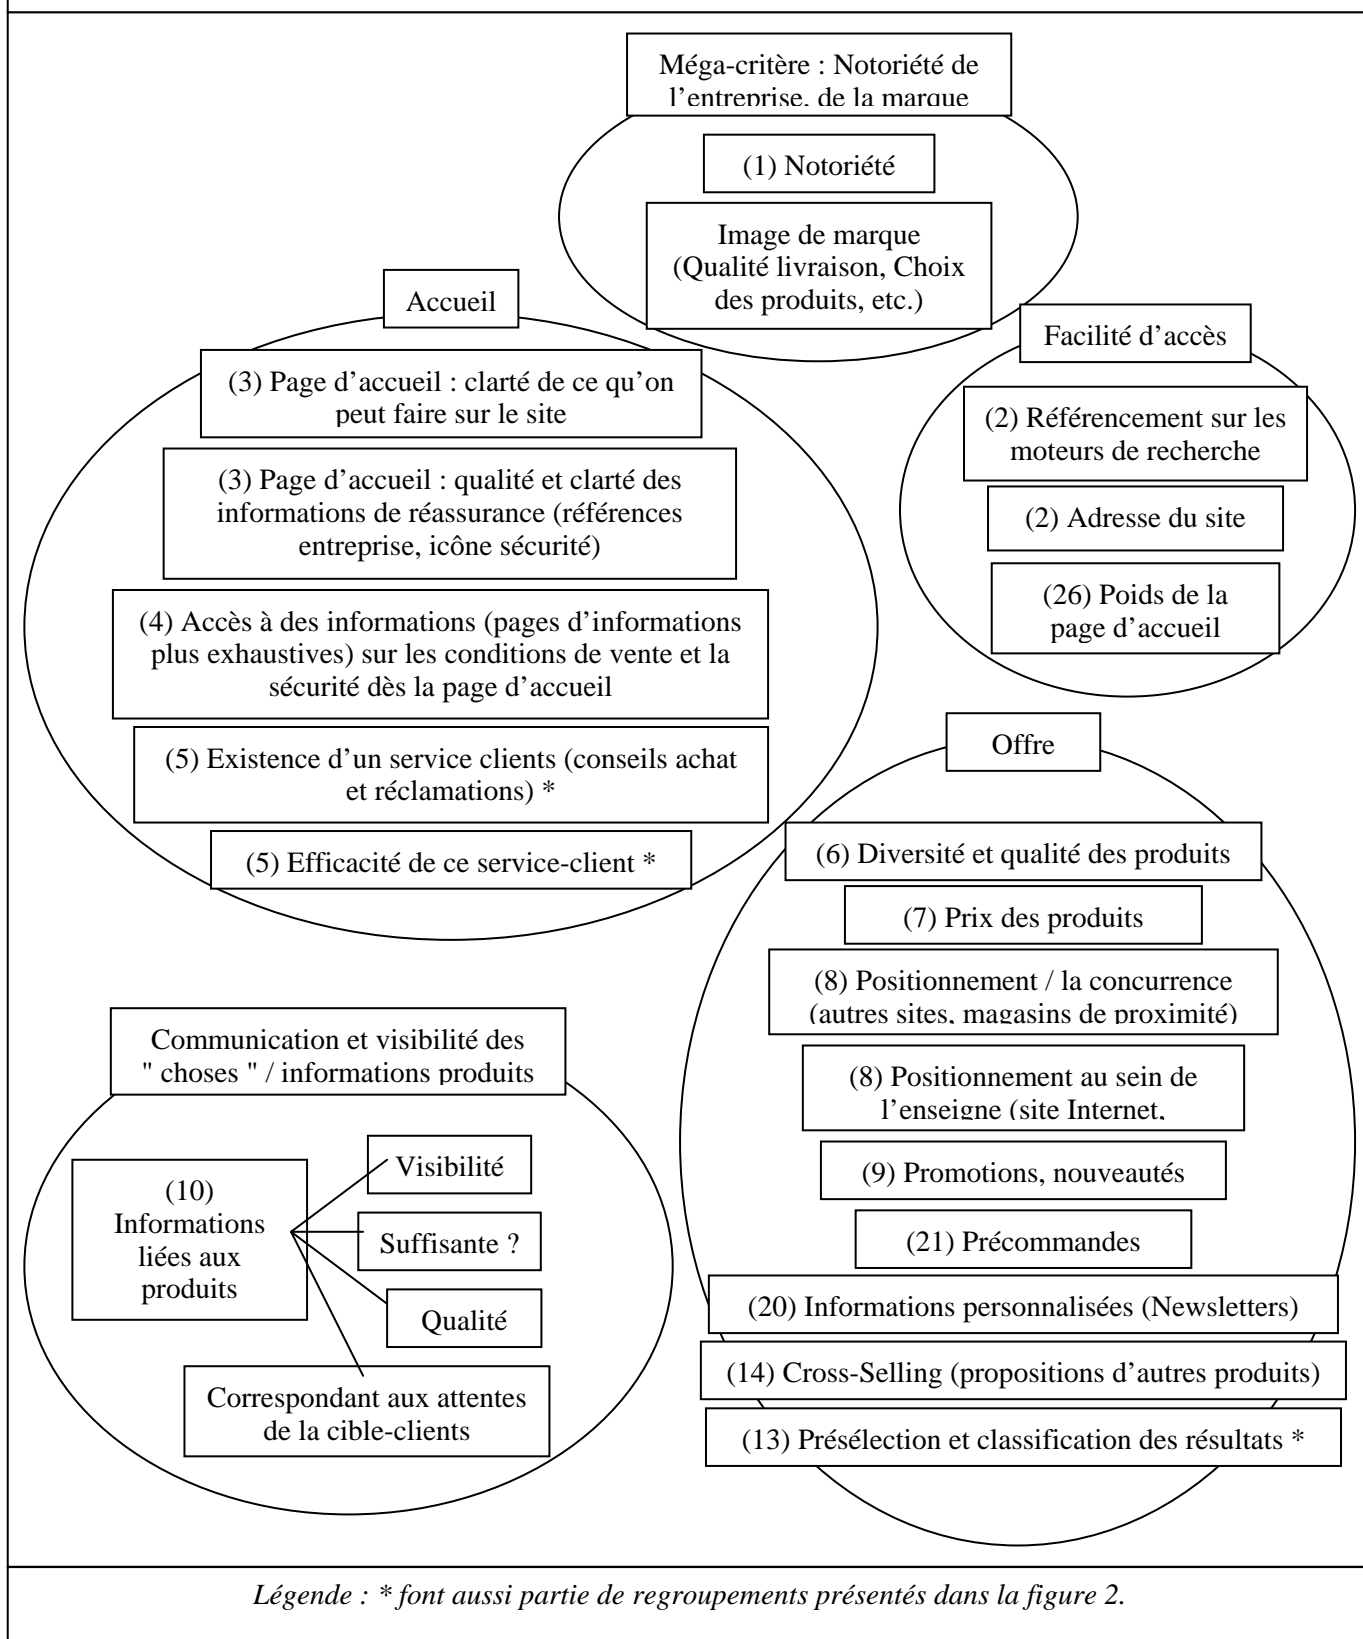 Méga-critère : Notoriété de
l’entreprise, de la marque
(1) Notoriété
Image de marque
(Qualité livraison, Choix
des produits, etc.)
Accueil
(3) Page d’accueil : clarté de ce qu’on
peut faire sur le site
(3) Page d’accueil : qualité et clarté des
informations de réassurance (références
entreprise, icône sécurité)
(4) Accès à des informations (pages d’informations
plus exhaustives) sur les conditions de vente et la
sécurité dès la page d’accueil
(5) Existence d’un service clients (conseils achat
et réclamations) *
(5) Efficacité de ce service-client *
Facilité d’accès
(2) Référencement sur les
moteurs de recherche
(2) Adresse du site
(26) Poids de la
page d’accueil
Offre
(6) Diversité et qualité des produits
(7) Prix des produits
(8) Positionnement / la concurrence
(autres sites, magasins de proximité)
(8) Positionnement au sein de
l’enseigne (site Internet,
(9) Promotions, nouveautés
(21) Précommandes
(20) Informations personnalisées (Newsletters)
(14) Cross-Selling (propositions d’autres produits)
(13) Présélection et classification des résultats *
Communication et visibilité des
" choses " / informations produits
(10)
Informations
liées aux
produits
Visibilité
Suffisante ?
Qualité
Correspondant aux attentes
de la cible-clients
Légende : * font aussi partie de regroupements présentés dans la figure 2.